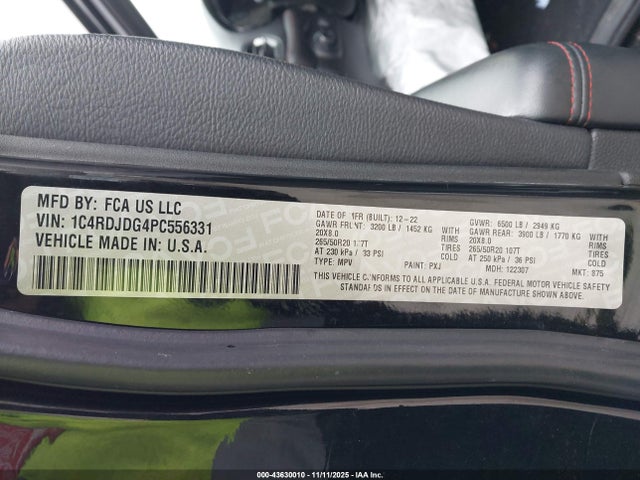 MFD BY: FCA US LLC
VIN: 1C4RDJDG4PC556331
VEHICLE MADE IN: U.S.A.
DATE OF MFR (BUILT): 12-22 GVWR: 6500 LB / 2949 KG
GAWR FRONT: 3200 LB / 1452 KG GAWR REAR: 3900 LB / 1770 KG
20X8.0 RIMS 20X8.0 RIMS
265/50R20 107T TIRES 265/50R20 107T TIRES
AT 230 kPa / 33 PSI COLD AT 250 kPa / 36 PSI COLD
TYPE: MPV PAINT: PXJ MDH: 122307 MKT: 875
THIS VEHICLE CONFORMS TO ALL APPLICABLE U.S.A. FEDERAL MOTOR VEHICLE SAFETY
STANDARDS IN EFFECT ON THE DATE OF MANUFACTURE SHOWN ABOVE.
000-43630010 - 11/11/2025 - IAA Inc.